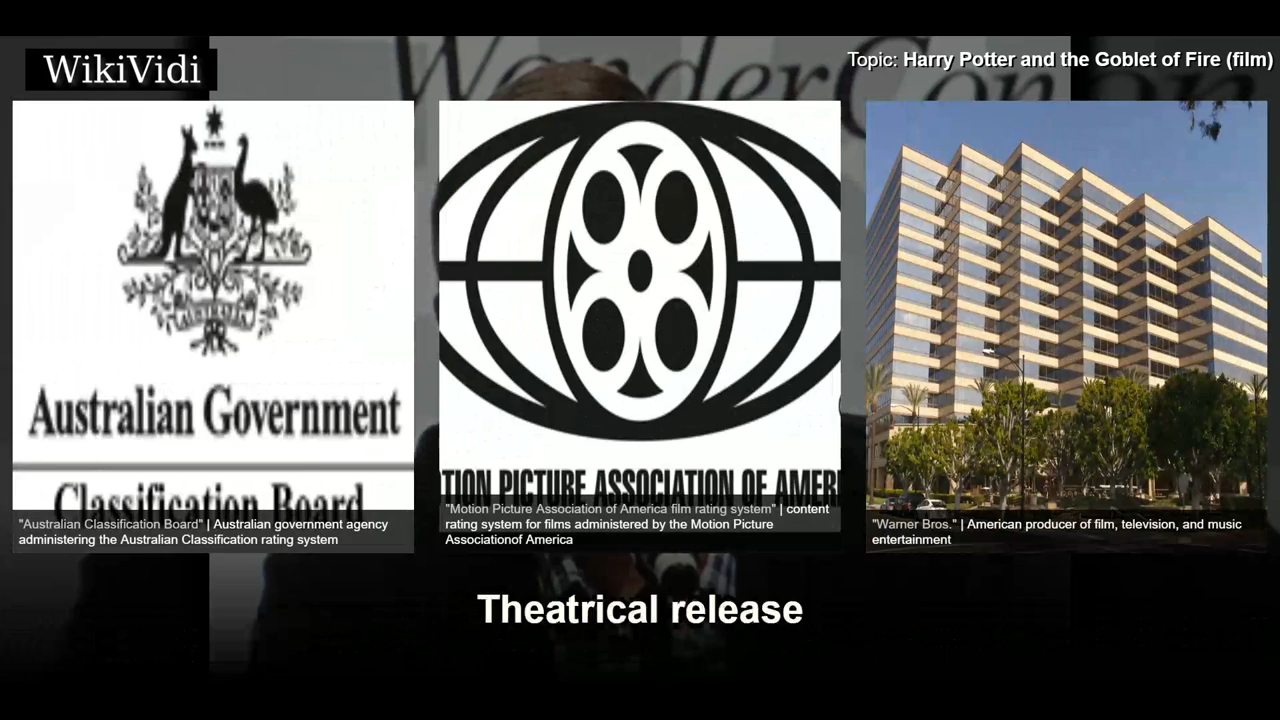 WikiVidi
Topic: Harry Potter and the Goblet of Fire (film)
WonderCon
AUSTRALIA
Australian Government
Classification Board
TION PICTURE ASSOCIATION OF AMER
"Australian Classification Board" | Australian government agency
administering the Australian Classification rating system
"Motion Picture Association of America film rating system" | content
rating system for films administered by the Motion Picture
Associationof America
"Warner Bros." | American producer of film, television, and music
entertainment
Theatrical release